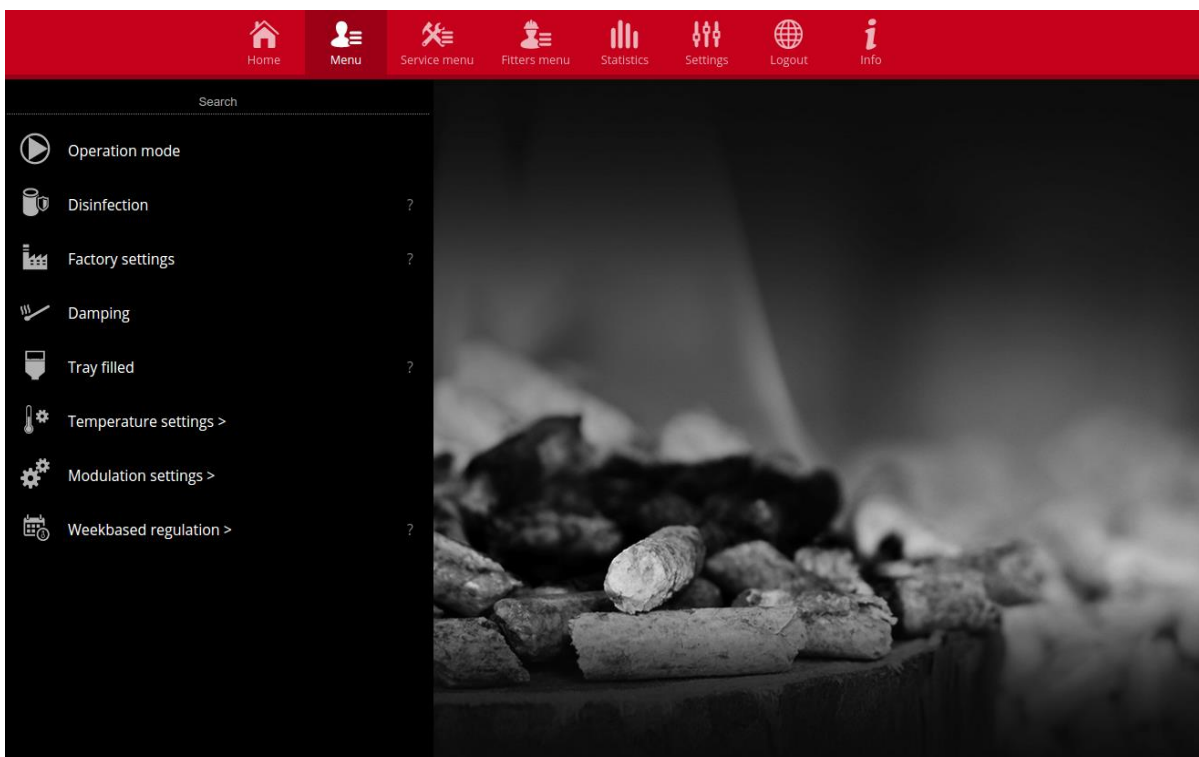 Home
Menu
Service menu
Fitters menu
Statistics
Settings
Logout
Info
Search
Operation mode
Disinfection ?
Factory settings ?
Damping
Tray filled ?
Temperature settings >
Modulation settings >
Weekbased regulation > ?